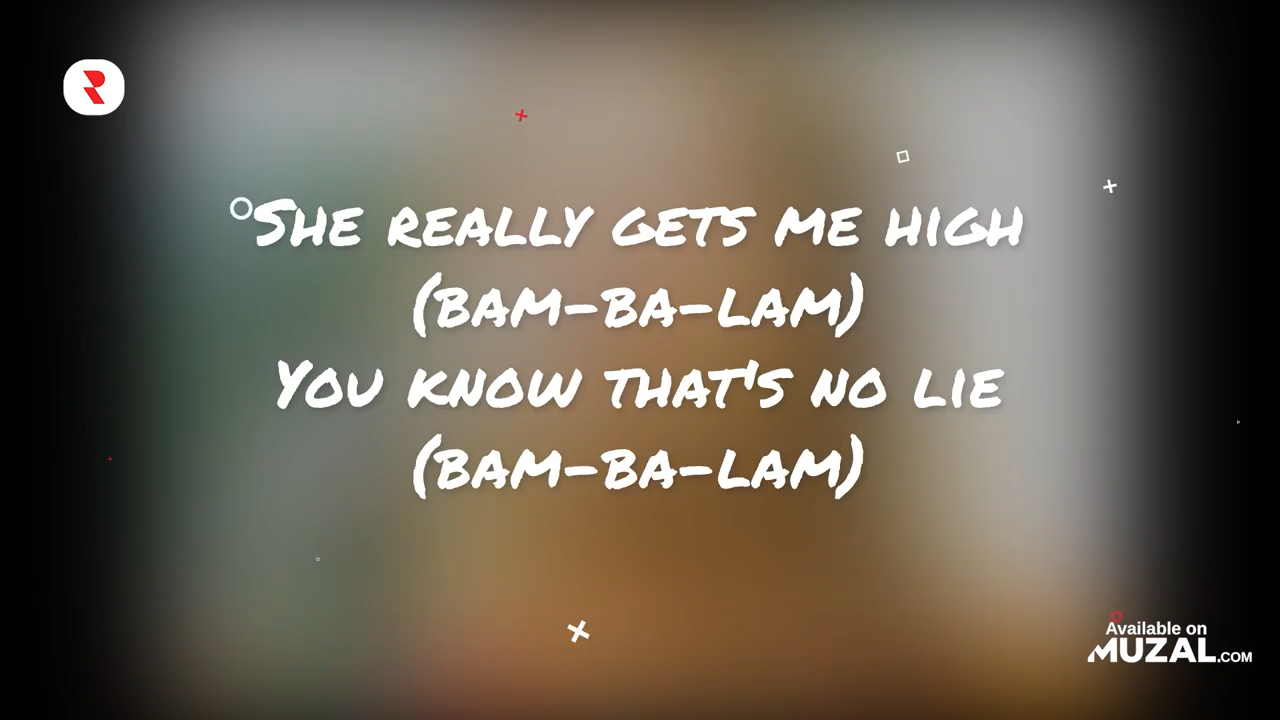 She really gets me high
(bam-ba-lam)
You know that's no lie
(bam-ba-lam)
Available on
MUZAL.COM